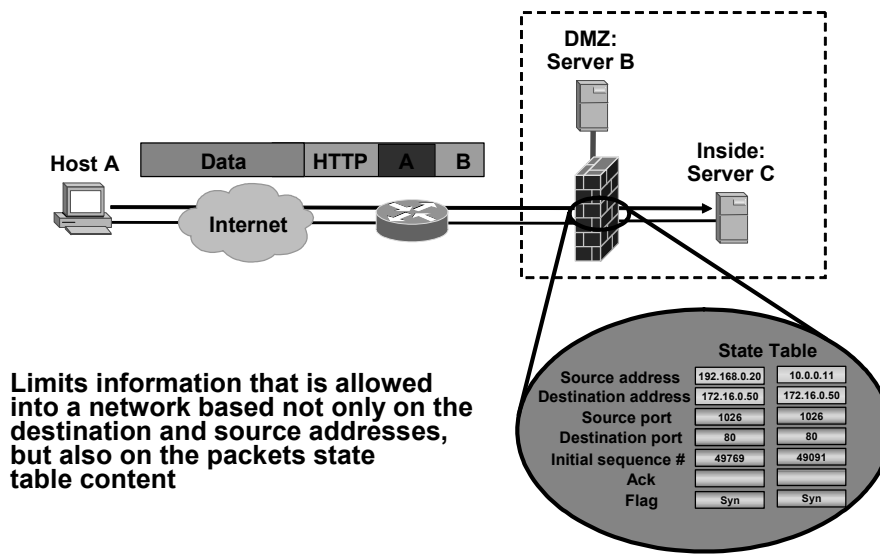 DMZ:
Server B
Host A
Data HTTP A B
Inside:
Server C
Internet
Limits information that is allowed
into a network based not only on the
destination and source addresses,
but also on the packets state
table content
State Table
Source address 192.168.0.20 10.0.0.11
Destination address 172.16.0.50 172.16.0.50
Source port 1026 1026
Destination port 80 80
Initial sequence # 49769 49091
Ack
Flag Syn Syn